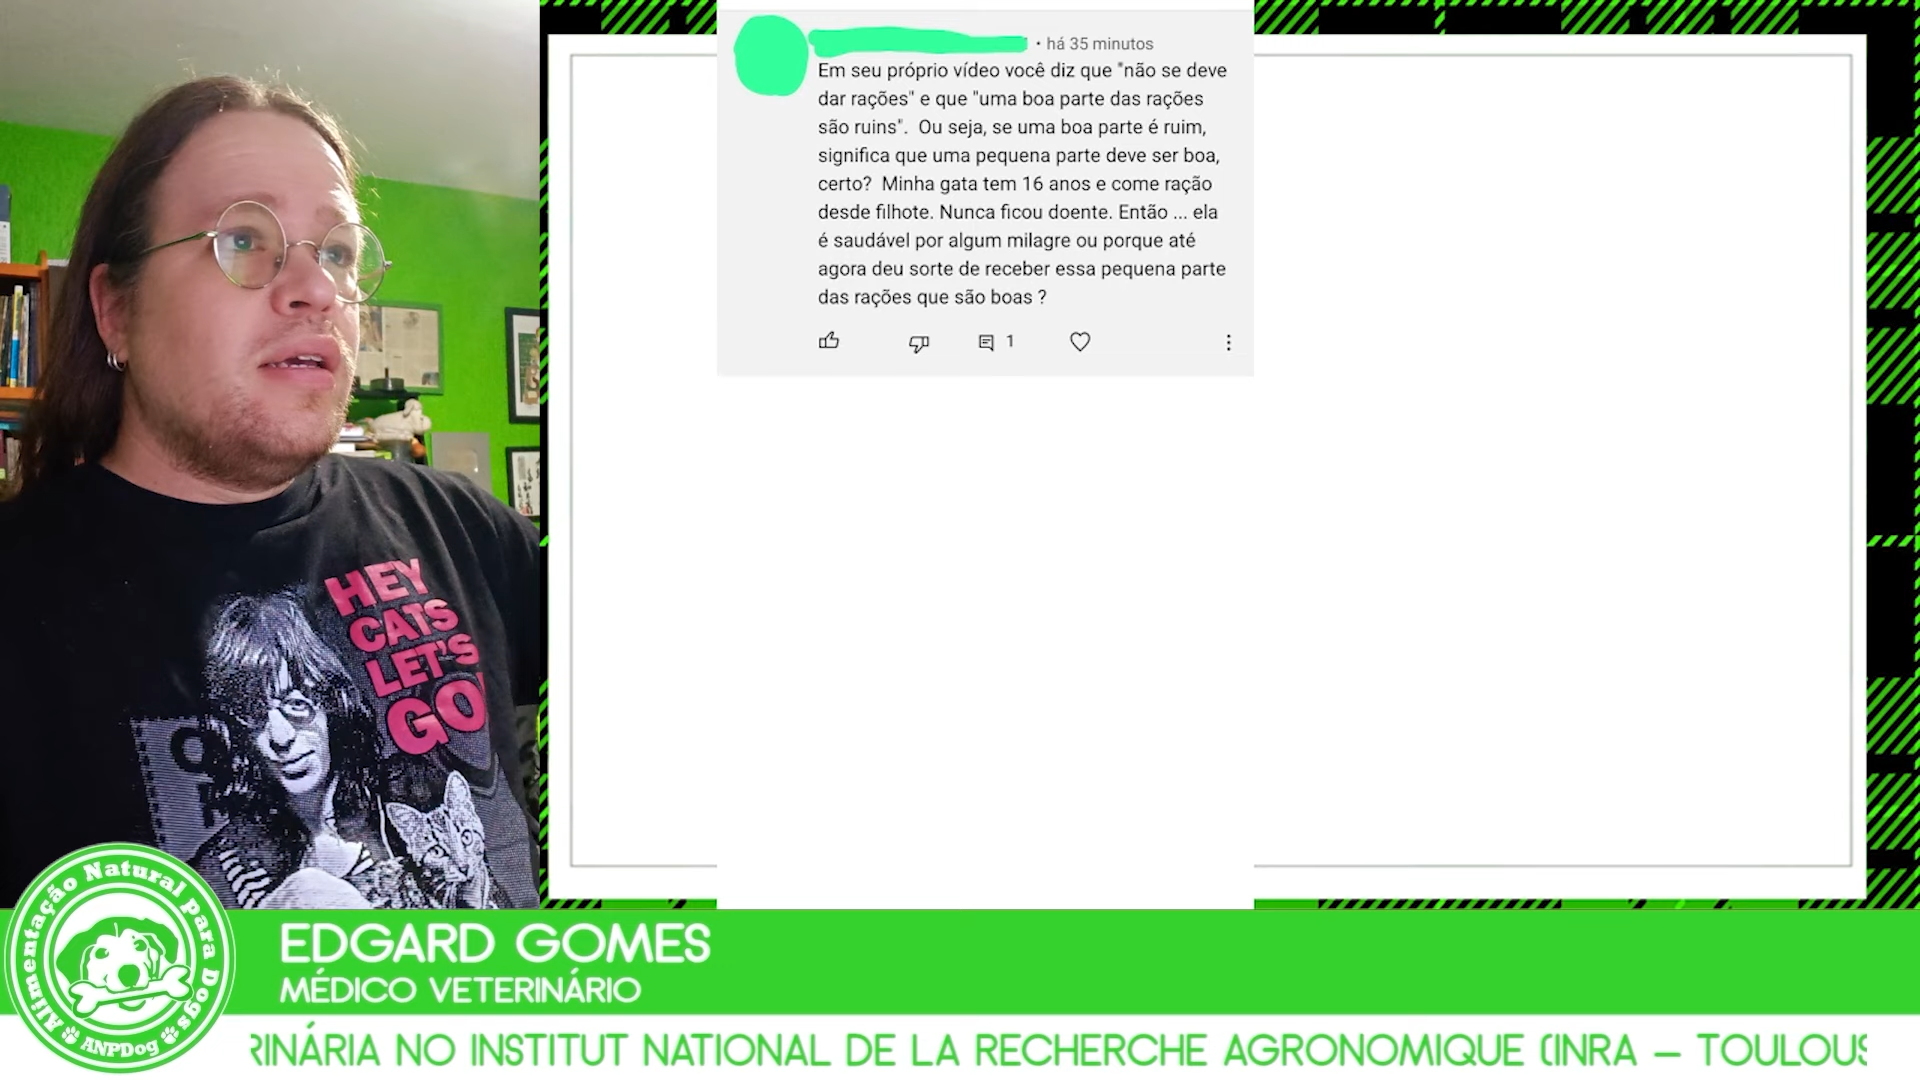 • há 35 minutos
Em seu próprio vídeo você diz que "não se deve
dar rações" e que "uma boa parte das rações
são ruins".  Ou seja, se uma boa parte é ruim,
significa que uma pequena parte deve ser boa,
certo?  Minha gata tem 16 anos e come ração
desde filhote. Nunca ficou doente. Então ... ela
é saudável por algum milagre ou porque até
agora deu sorte de receber essa pequena parte
das rações que são boas ?
1
HEY
CATS
LET'S
GO
Alimentação Natural para Dogs
ANPDog
EDGARD GOMES
MÉDICO VETERINÁRIO
RINÁRIA NO INSTITUT NATIONAL DE LA RECHERCHE AGRONOMIQUE (INRA – TOULOUS